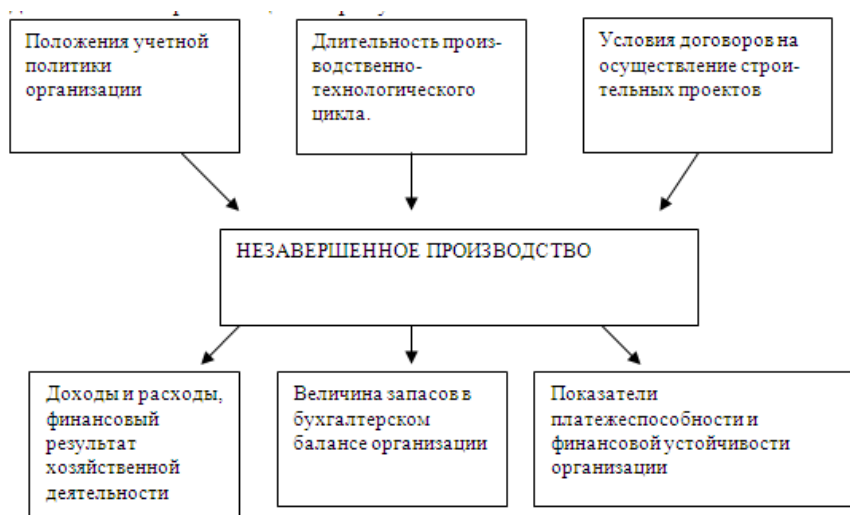 Положения учетной
политики
организации
Длительность произ-
водственно-
технологического
цикла.
Условия договоров на
осуществление строи-
тельных проектов
НЕЗАВЕРШЕННОЕ ПРОИЗВОДСТВО
Доходы и расходы,
финансовый
результат
хозяйственной
деятельности
Величина запасов в
бухгалтерском
балансе организации
Показатели
платежеспособности и
финансовой устойчивости
организации